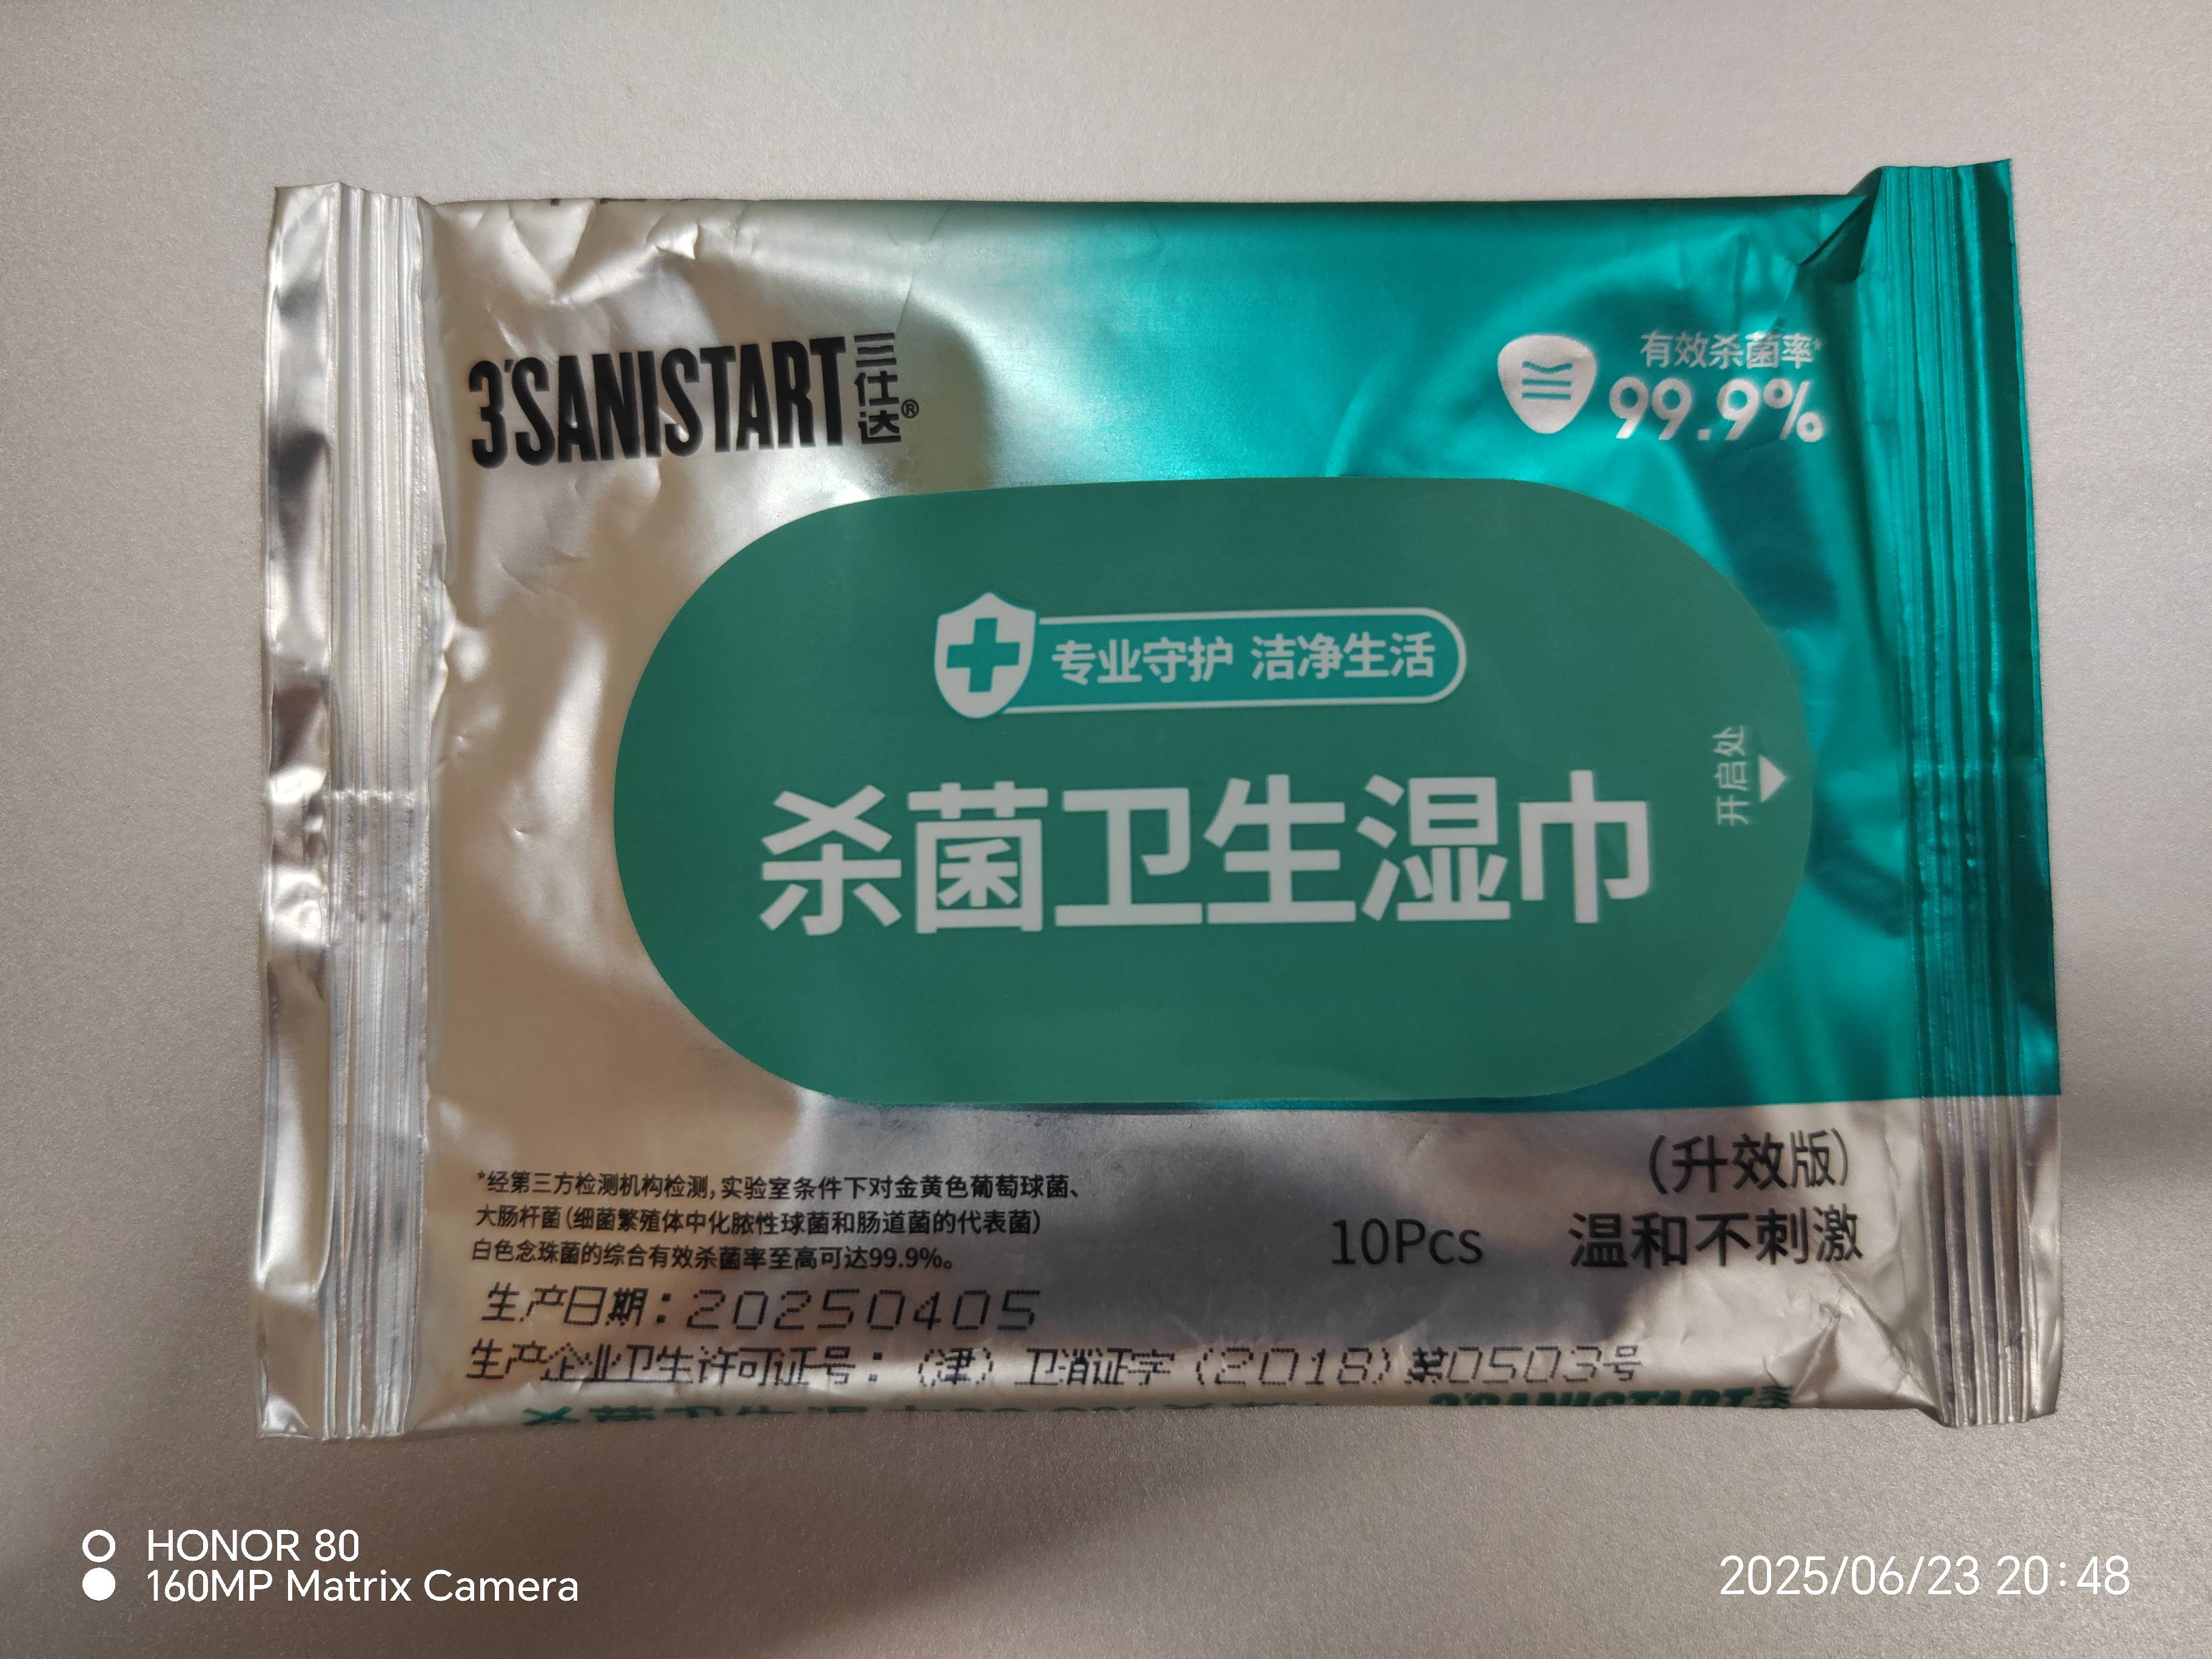 3'SANISTART三仕达®
有效杀菌率*
99.9%
专业守护 洁净生活
杀菌卫生湿巾
开启处
(升效版)
10Pcs 温和不刺激
*经第三方检测机构检测,实验室条件下对金黄色葡萄球菌、
大肠杆菌(细菌繁殖体中化脓性球菌和肠道菌的代表菌)
白色念珠菌的综合有效杀菌率至高可达99.9%。
生产日期:20250405
生产企业卫生许可证号:(津)卫消证字(2018)第0503号
3'SANISTART
HONOR 80
160MP Matrix Camera
2025/06/23 20:48